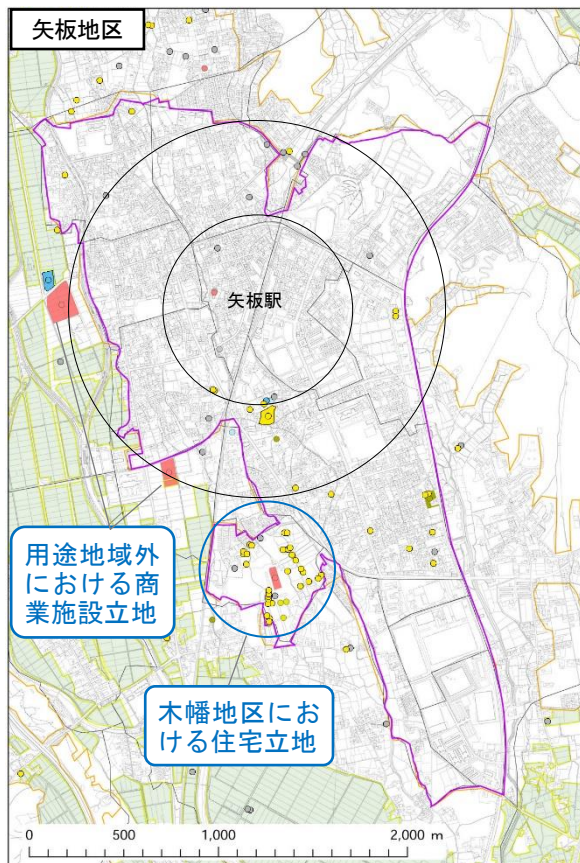 矢板地区
矢板駅
用途地域外
における商
業施設立地
木幡地区にお
ける住宅立地
0 500 1,000 2,000 m